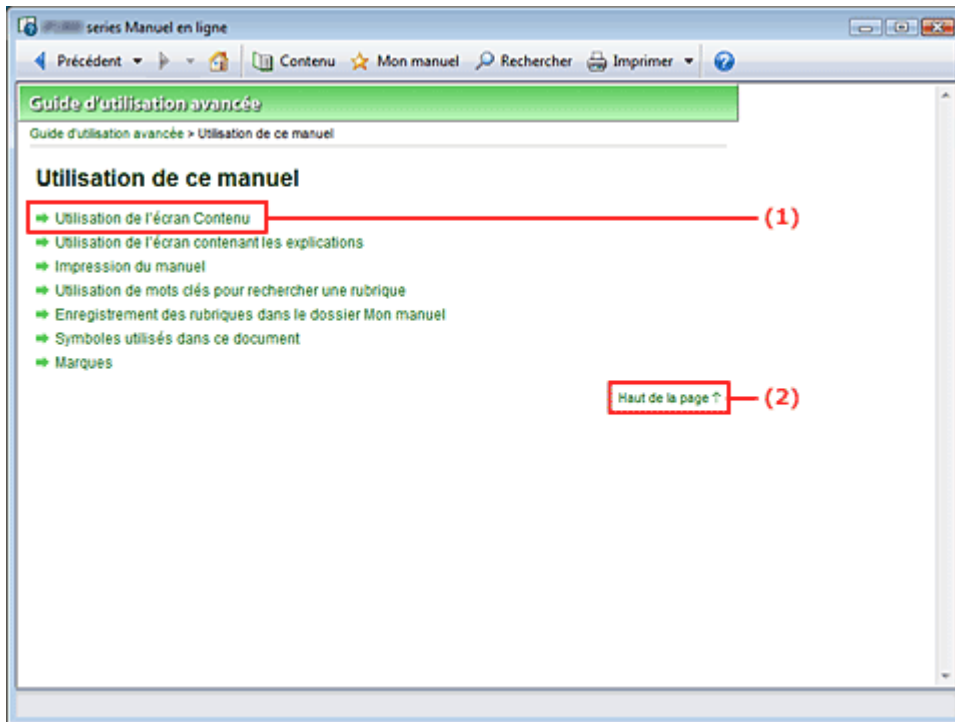 series Manuel en ligne
Précédent Contenu Mon manuel Rechercher Imprimer
Guide d'utilisation avancée
Guide d'utilisation avancée > Utilisation de ce manuel
Utilisation de ce manuel
Utilisation de l'écran Contenu (1)
Utilisation de l'écran contenant les explications
Impression du manuel
Utilisation de mots clés pour rechercher une rubrique
Enregistrement des rubriques dans le dossier Mon manuel
Symboles utilisés dans ce document
Marques
Haut de la page ↑ (2)